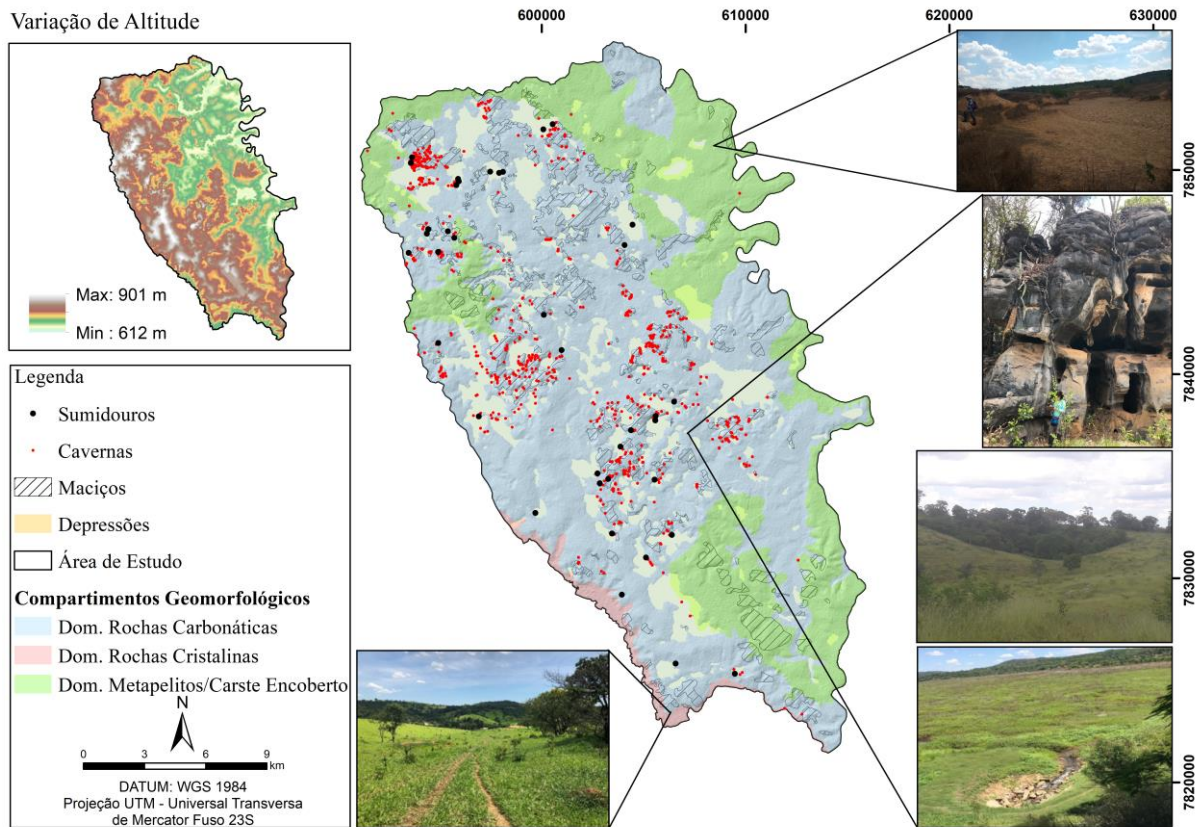 Variação de Altitude
600000
610000
620000
630000
Max: 901 m
Min : 612 m
7850000
7840000
7830000
7820000
Legenda
Sumidouros
Cavernas
Maciços
Depressões
Área de Estudo
Compartimentos Geomorfológicos
Dom. Rochas Carbonáticas
Dom. Rochas Cristalinas
Dom. Metapelitos/Carste Encoberto
N
0 3 6 9
km
DATUM: WGS 1984
Projeção UTM - Universal Transversa
de Mercator Fuso 23S